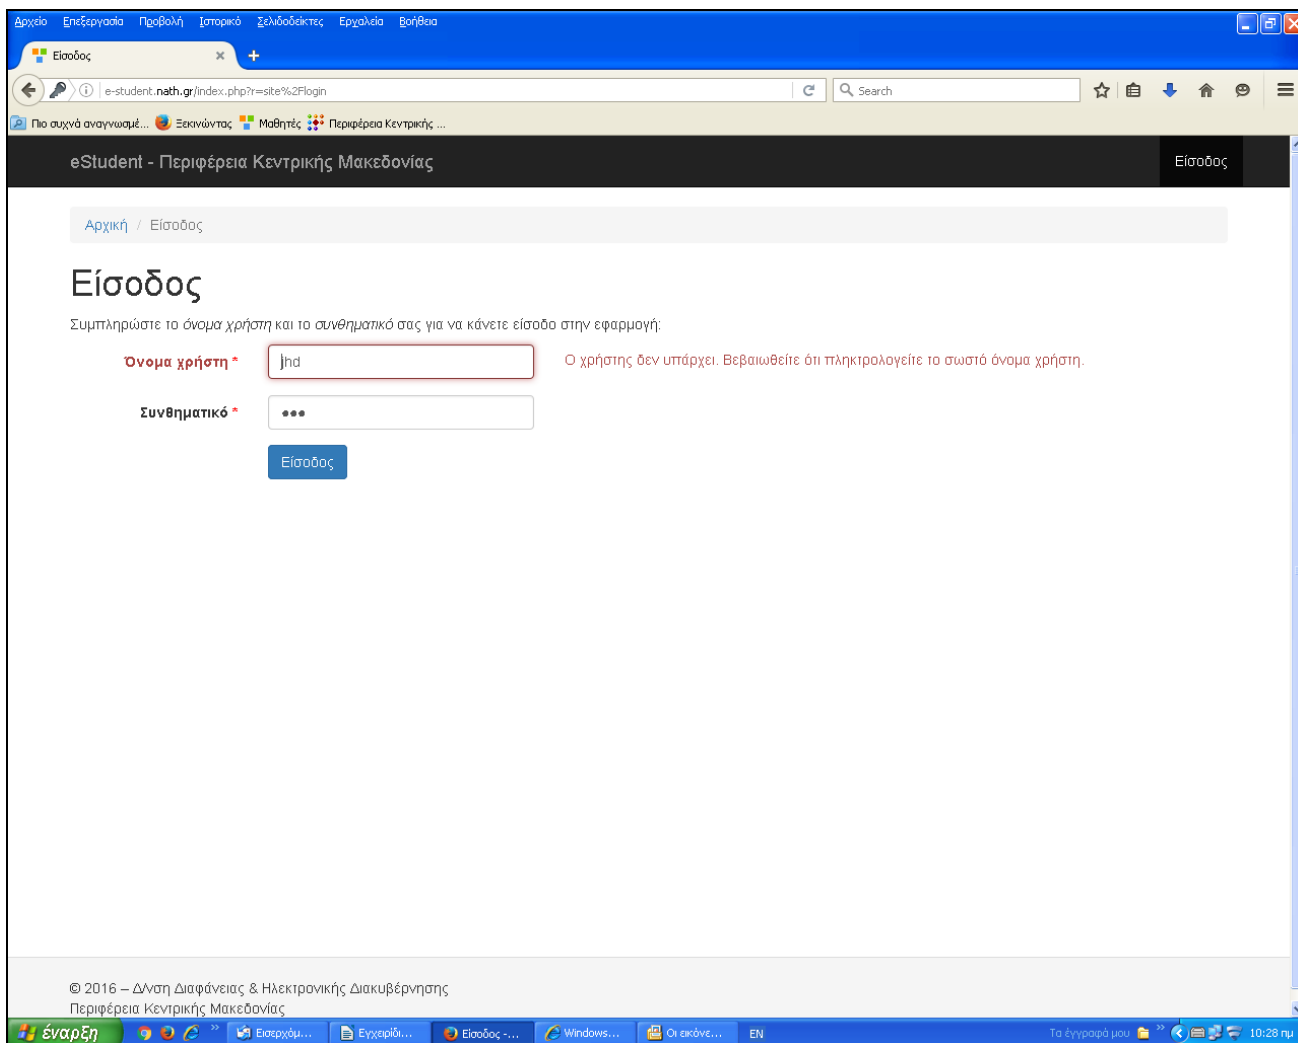 Αρχείο Επεξεργασία Προβολή Ιστορικό Σελιδοδείκτες Εργαλεία Βοήθεια
Είσοδος
e-student.nath.gr/index.php?r=site%2Flogin
Search
Πιο συχνά αναγνωσμέ... Ξεκινώντας Μαθητές Περιφέρεια Κεντρικής ...
eStudent - Περιφέρεια Κεντρικής Μακεδονίας
Είσοδος
Αρχική / Είσοδος
Είσοδος
Συμπληρώστε το όνομα χρήστη και το συνθηματικό σας για να κάνετε είσοδο στην εφαρμογή:
Όνομα χρήστη *
jhd
Ο χρήστης δεν υπάρχει. Βεβαιωθείτε ότι πληκτρολογείτε το σωστό όνομα χρήστη.
Συνθηματικό *
Είσοδος
© 2016 – Δ/νση Διαφάνειας & Ηλεκτρονικής Διακυβέρνησης
Περιφέρεια Κεντρικής Μακεδονίας
έναρξη
Εισερχόμ... Εγχειρίδι... Είσοδος -... Windows... Οι εικόνε... EN Τα έγγραφά μου 10:28 πμ